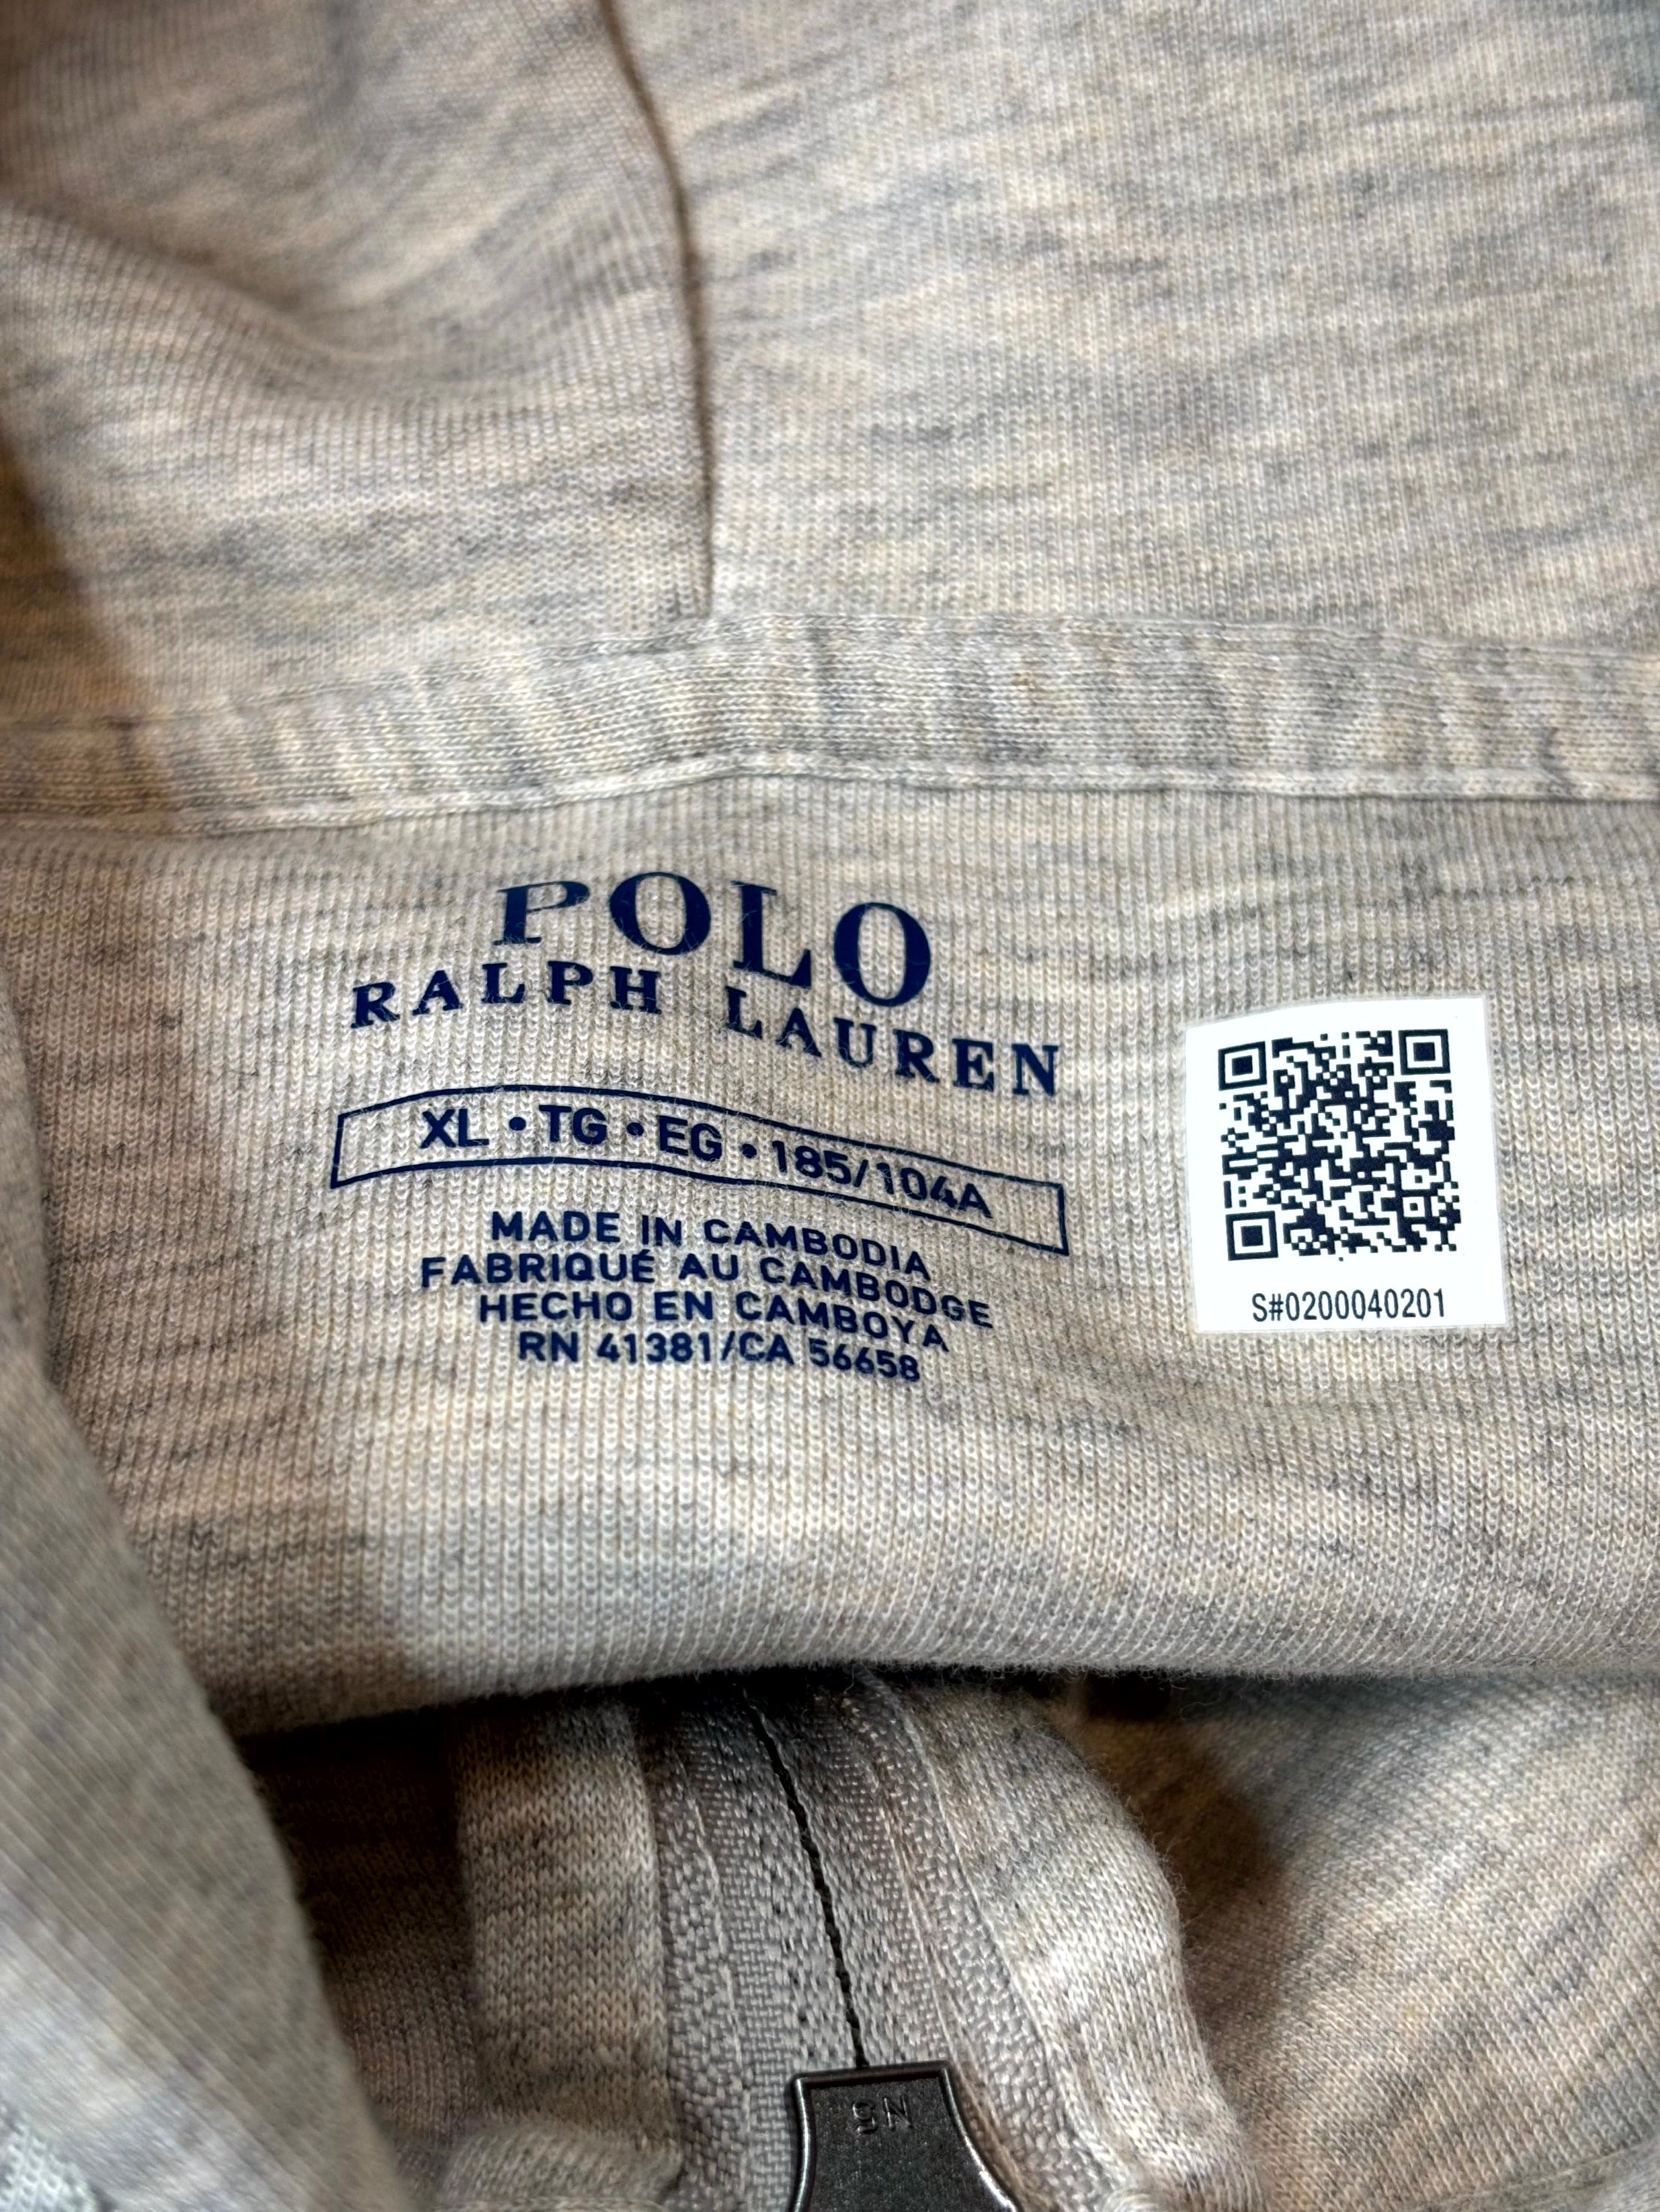 POLO
RALPH LAUREN
XL • TG • EG • 185/104A
MADE IN CAMBODIA
FABRIQUÉ AU CAMBODGE
HECHO EN CAMBOYA
RN 41381/CA 56658
S#0200040201
NS